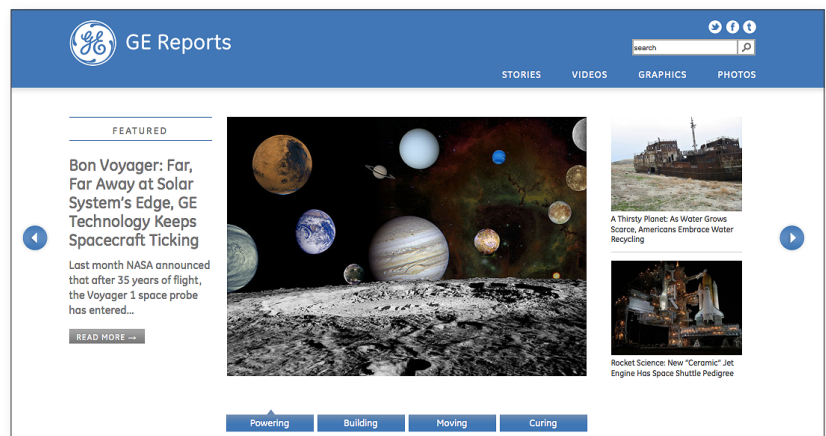 GE Reports
search
STORIES VIDEOS GRAPHICS PHOTOS
FEATURED
Bon Voyager: Far,
Far Away at Solar
System's Edge, GE
Technology Keeps
Spacecraft Ticking
Last month NASA announced
that after 35 years of flight,
the Voyager 1 space probe
has entered...
READ MORE →
A Thirsty Planet: As Water Grows
Scarce, Americans Embrace Water
Recycling
Rocket Science: New "Ceramic" Jet
Engine Has Space Shuttle Pedigree
Powering Building Moving Curing